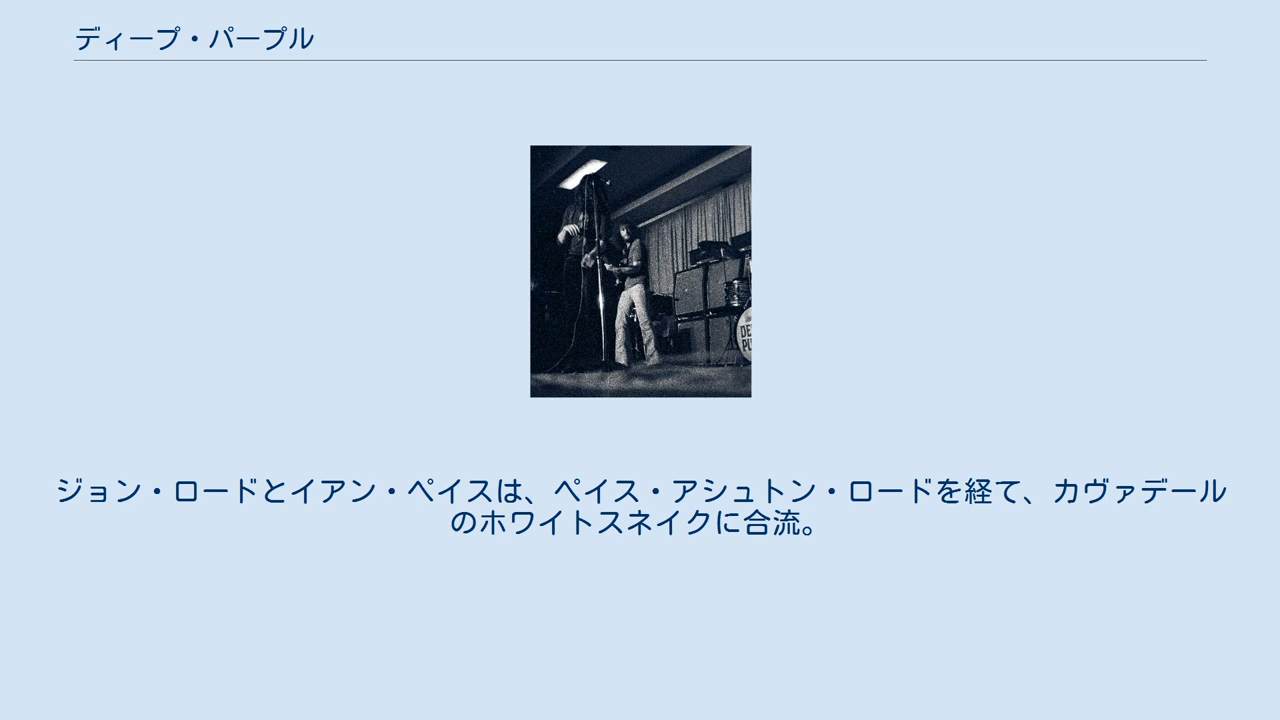 ディープ・パープル
ジョン・ロードとイアン・ペイスは、ペイス・アシュトン・ロードを経て、カヴァデール
のホワイトスネイクに合流。